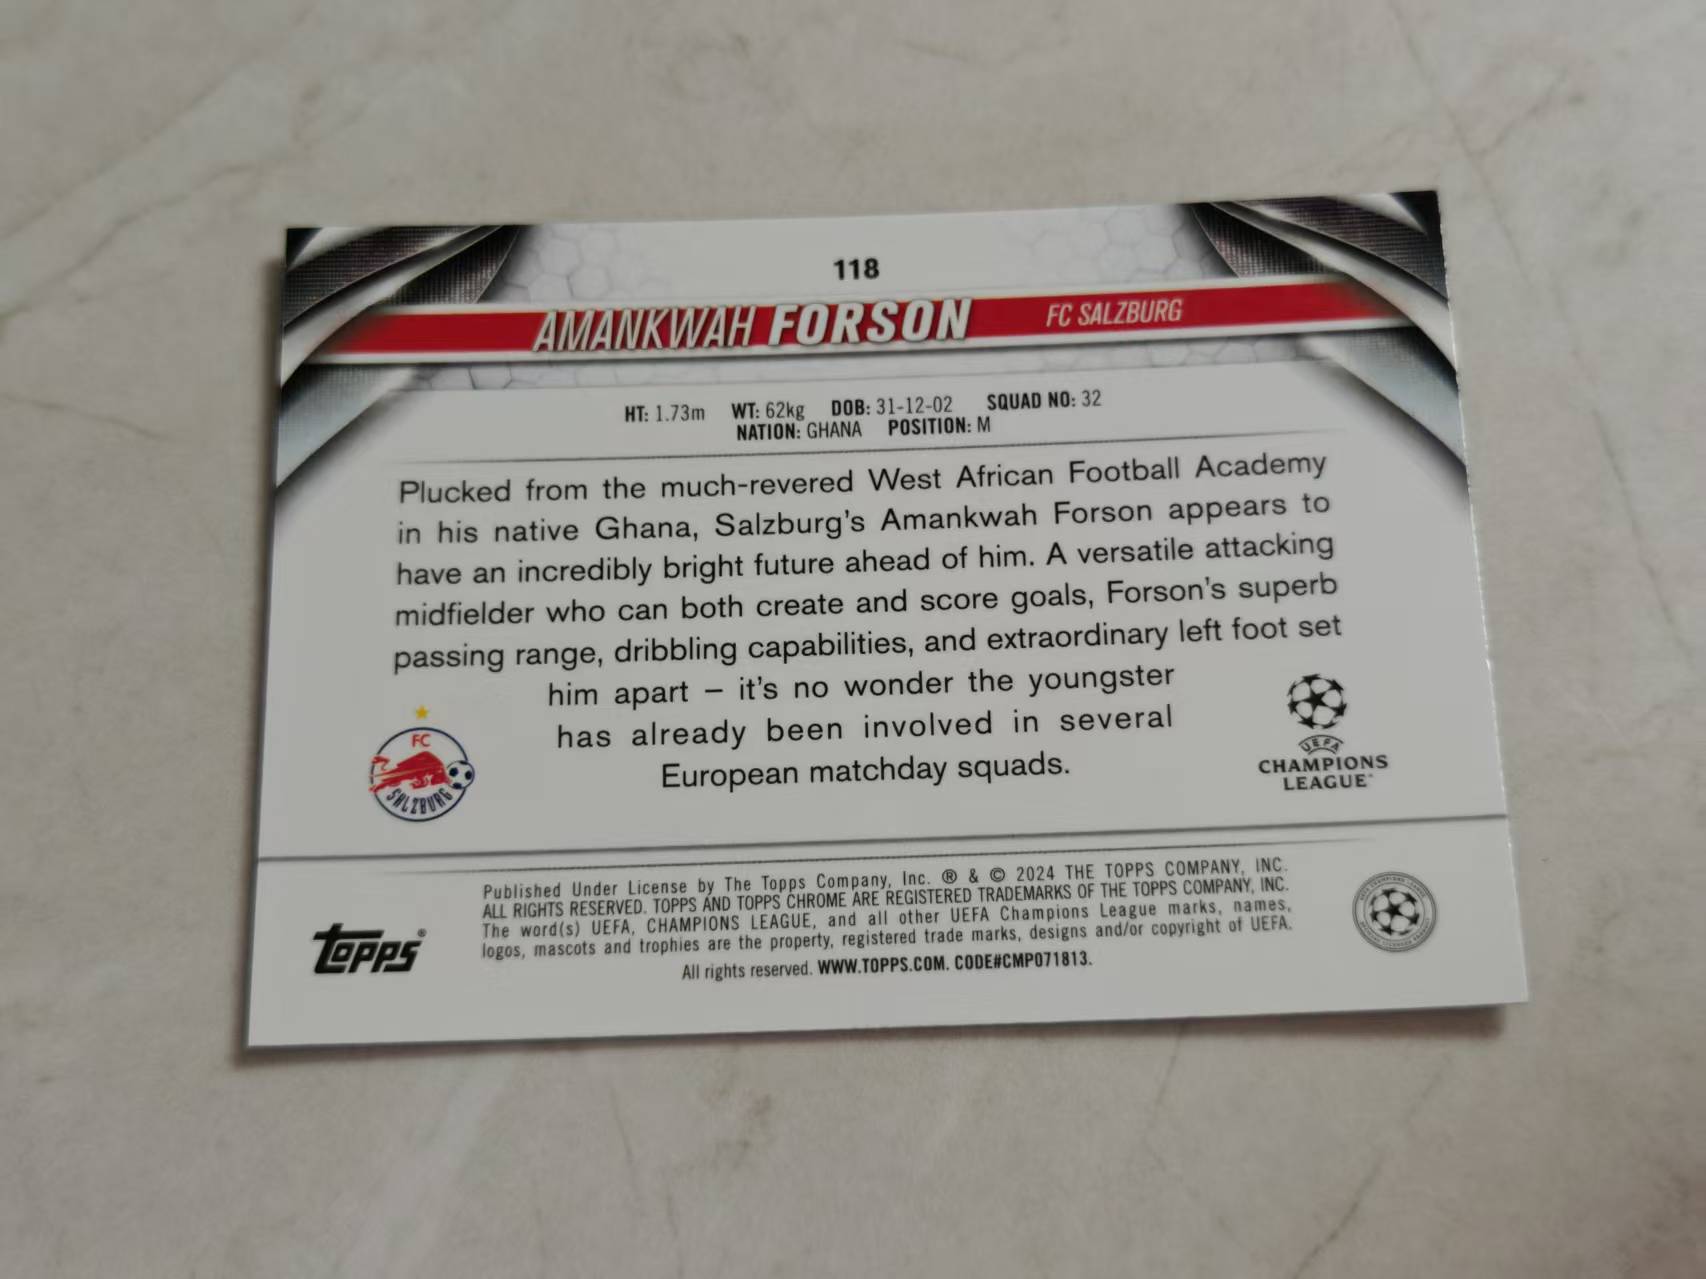 118
AMANKWAH FORSON FC SALZBURG
HT: 1.73m WT: 62kg DOB: 31-12-02 SQUAD NO: 32
NATION: GHANA POSITION: M
Plucked from the much-revered West African Football Academy
in his native Ghana, Salzburg's Amankwah Forson appears to
have an incredibly bright future ahead of him. A versatile attacking
midfielder who can both create and score goals, Forson's superb
passing range, dribbling capabilities, and extraordinary left foot set
him apart – it's no wonder the youngster
has already been involved in several
European matchday squads.
FC
SALZBURG
UEFA
CHAMPIONS
LEAGUE
Published Under License by The Topps Company, Inc. ® & © 2024 THE TOPPS COMPANY, INC.
ALL RIGHTS RESERVED. TOPPS AND TOPPS CHROME ARE REGISTERED TRADEMARKS OF THE TOPPS COMPANY, INC.
The word(s) UEFA, CHAMPIONS LEAGUE, and all other UEFA Champions League marks, names,
logos, mascots and trophies are the property, registered trade marks, designs and/or copyright of UEFA.
All rights reserved. WWW.TOPPS.COM. CODE#CMP071813.
topps®